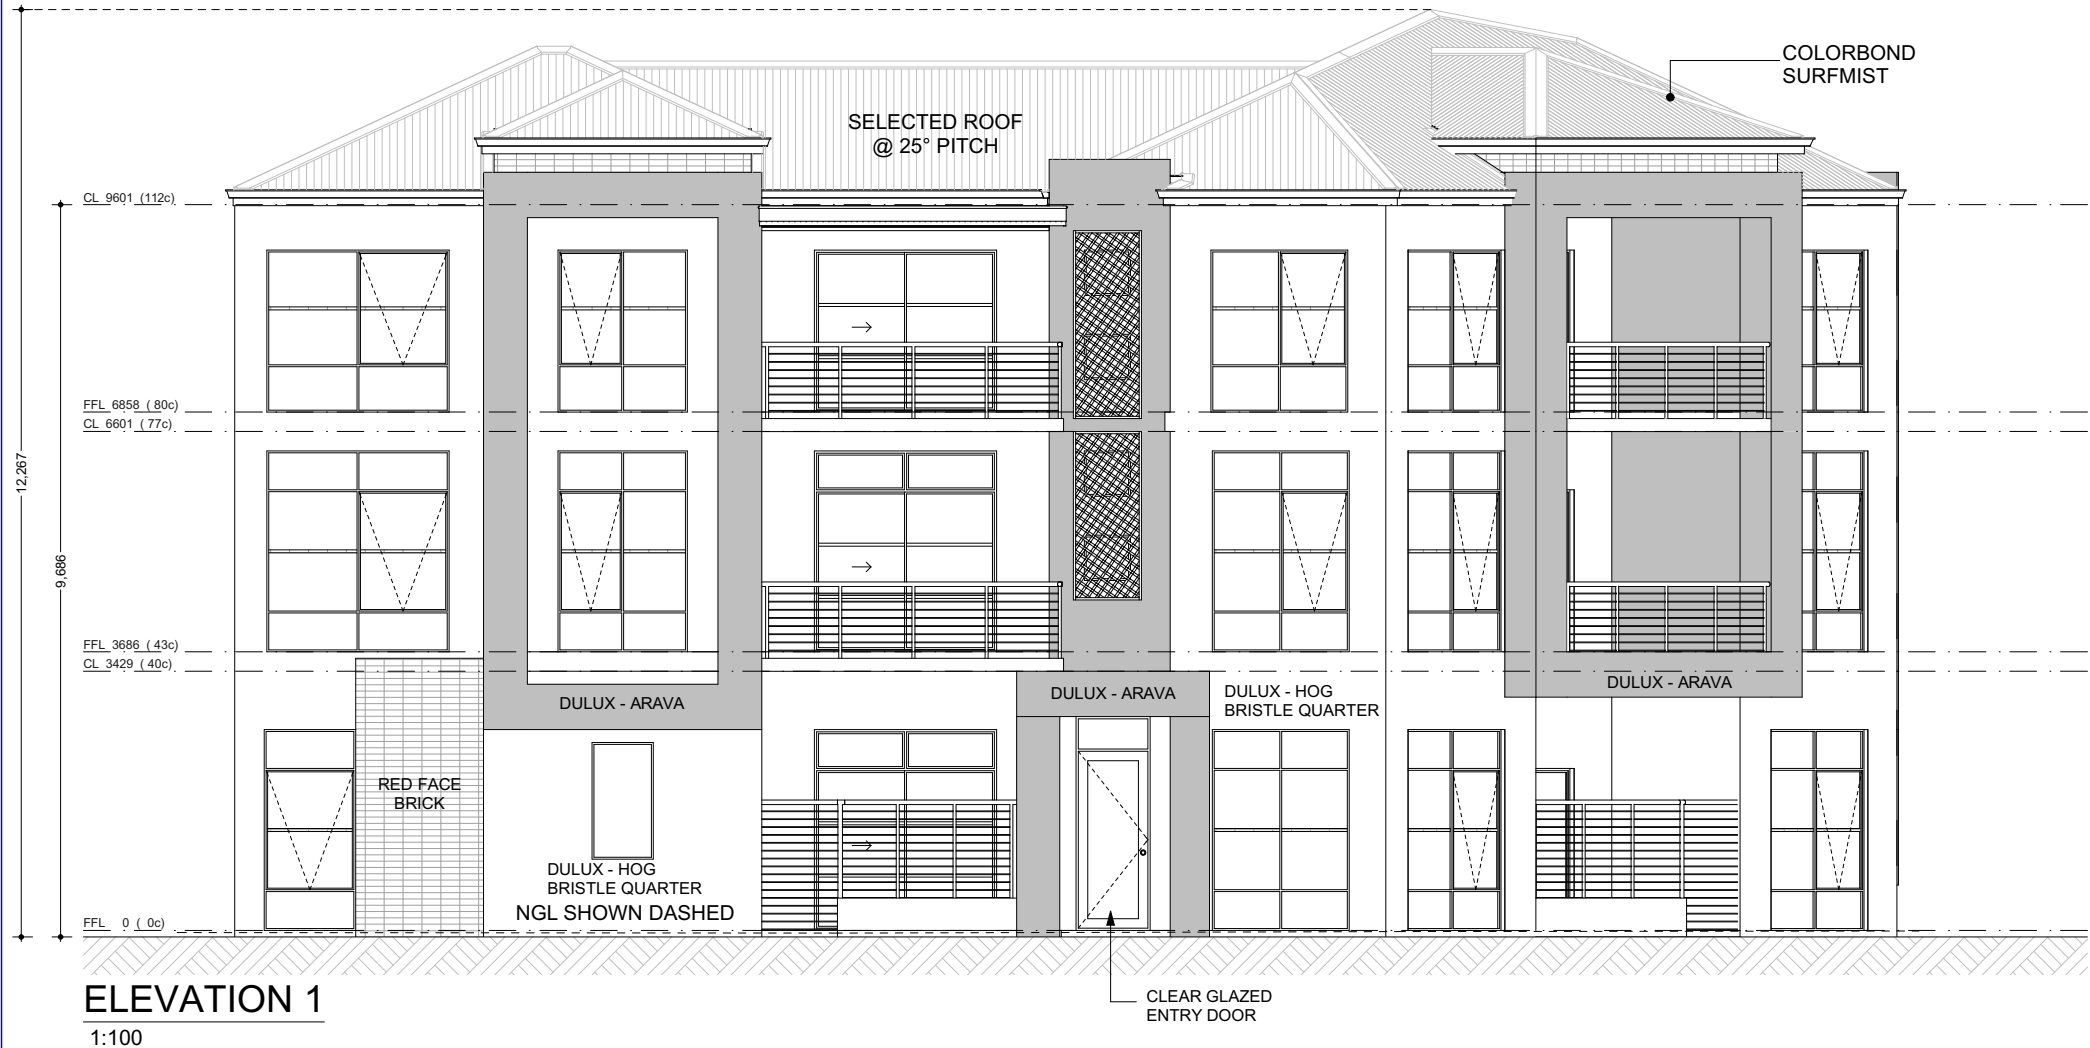 COLORBOND
SURFMIST
SELECTED ROOF
@ 25° PITCH
CL 9601 (112c)
FFL 6858 ( 80c)
CL 6601 ( 77c)
12,267
9,686
FFL 3686 ( 43c)
CL 3429 ( 40c)
DULUX - ARAVA
DULUX - ARAVA
DULUX - HOG
BRISTLE QUARTER
DULUX - ARAVA
RED FACE
BRICK
DULUX - HOG
BRISTLE QUARTER
NGL SHOWN DASHED
FFL 0 ( 0c)
CLEAR GLAZED
ENTRY DOOR
ELEVATION 1
1:100